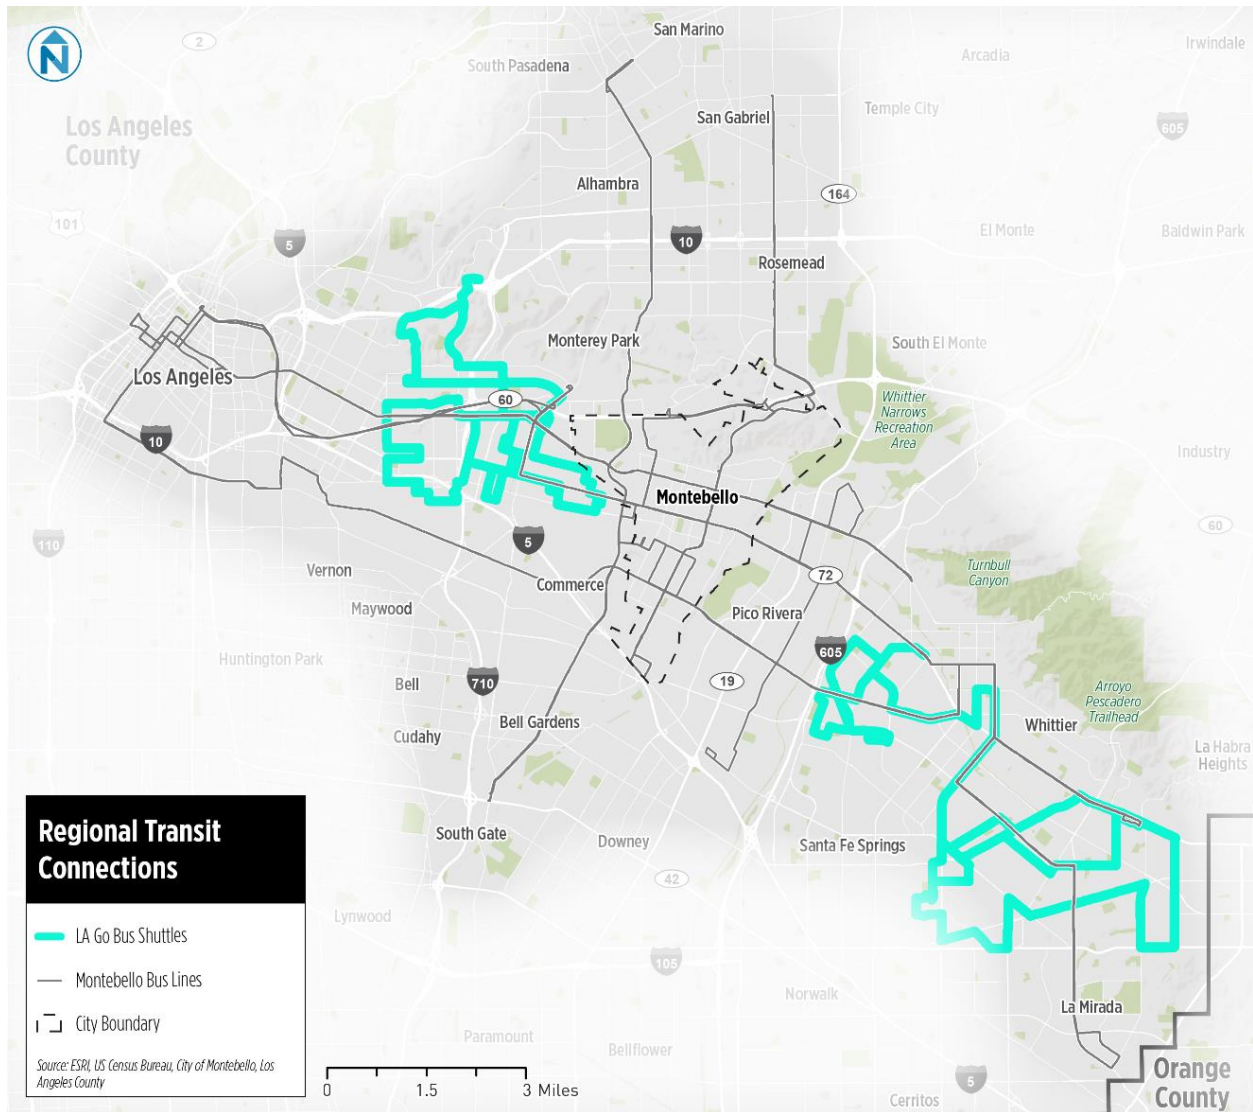 N
San Marino
2
South Pasadena
Arcadia
Irwindale
Los Angeles
County
San Gabriel
Temple City
605
Alhambra
164
101
5
10
El Monte
Baldwin Park
Rosemead
Monterey Park
South El Monte
Los Angeles
60
Whittier
Narrows
Recreation
Area
10
Industry
Montebello
60
110
5
Turnbull
Canyon
Vernon
Commerce
72
Maywood
Pico Rivera
Huntington Park
605
Bell
710
19
Arroyo
Pescadero
Trailhead
Bell Gardens
Whittier
Cudahy
La Habra
Heights
South Gate
Downey
Santa Fe Springs
42
Lynwood
105
Norwalk
La Mirada
Paramount
Bellflower
5
Orange
County
Cerritos
Regional Transit
Connections
LA Go Bus Shuttles
Montebello Bus Lines
City Boundary
Source: ESRI, US Census Bureau, City of Montebello, Los
Angeles County
0 1.5 3 Miles